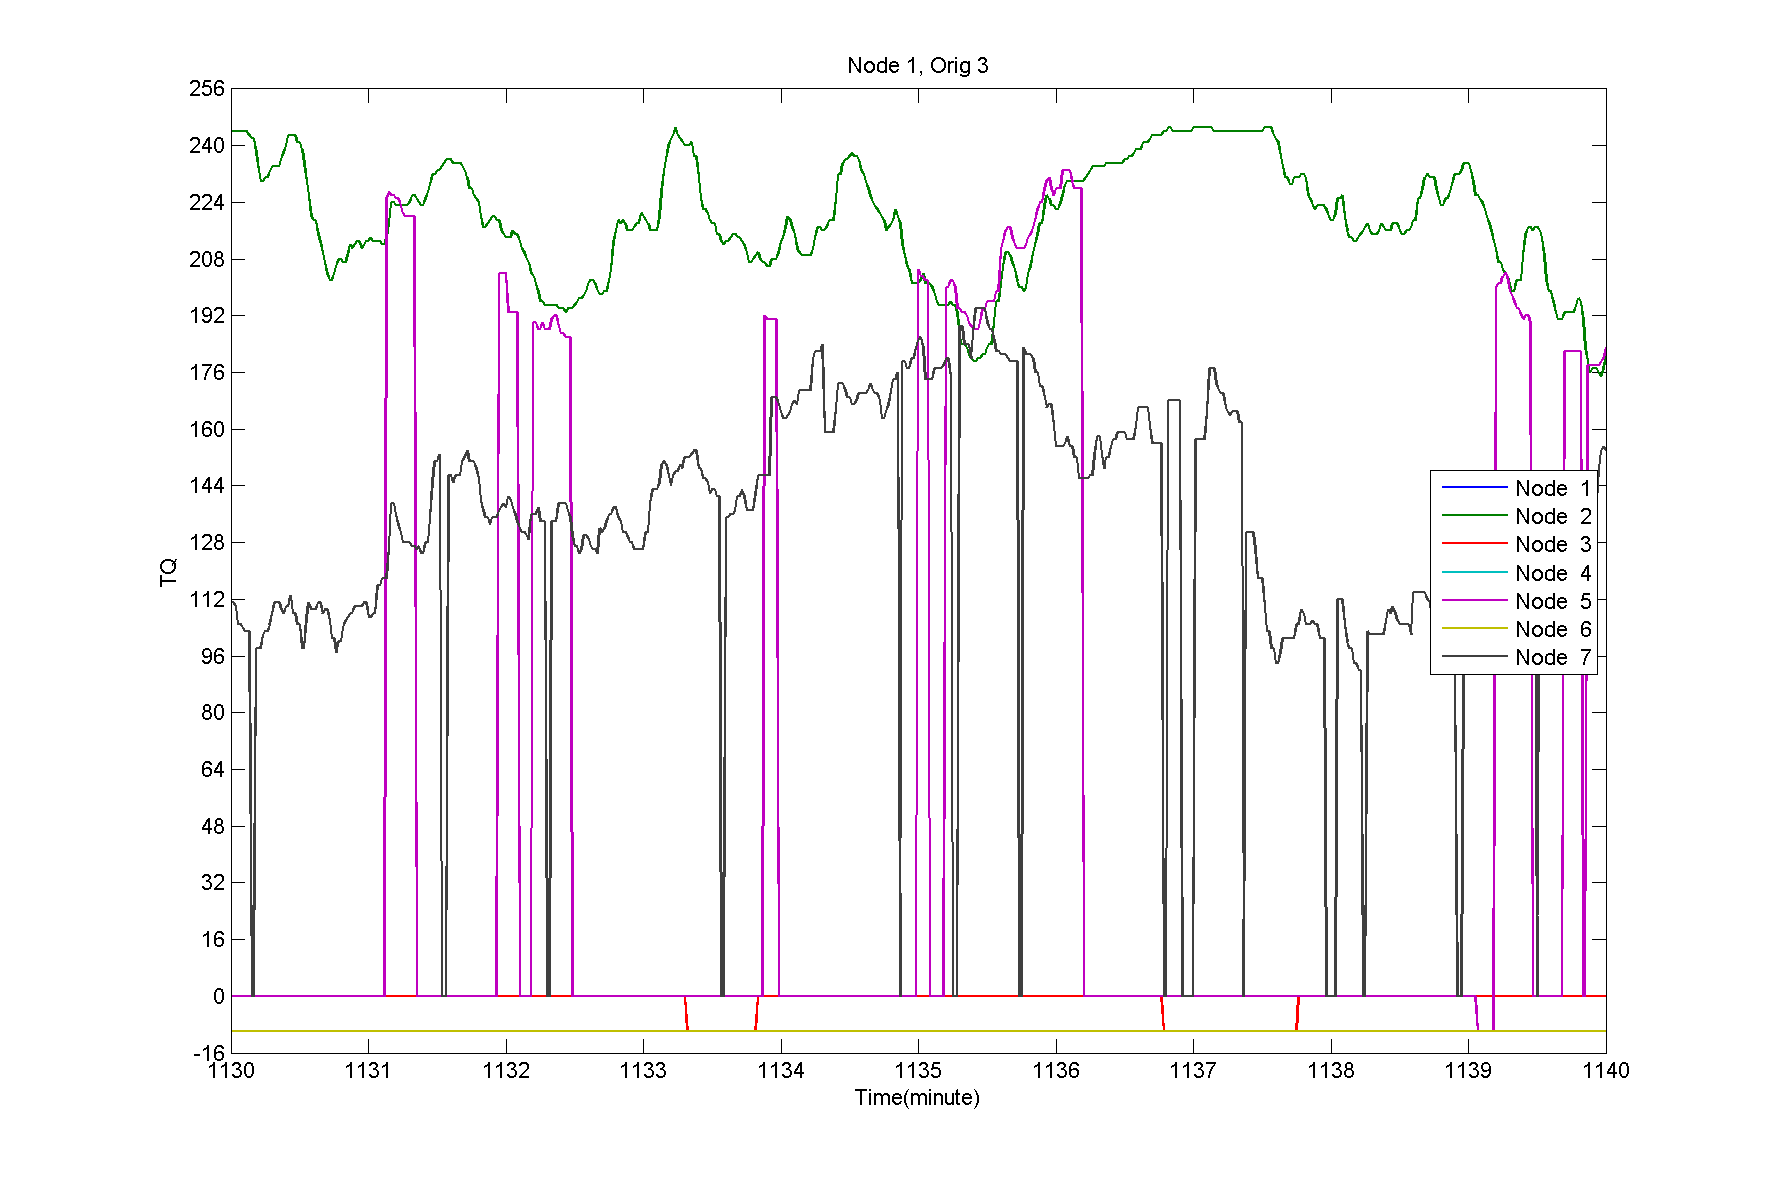 Node 1, Orig 3
256
240
224
208
192
176
160
144
128
112
96
80
64
48
32
16
0
-16
TQ
Node 1
Node 2
Node 3
Node 4
Node 5
Node 6
Node 7
1130 1131 1132 1133 1134 1135 1136 1137 1138 1139 1140
Time(minute)